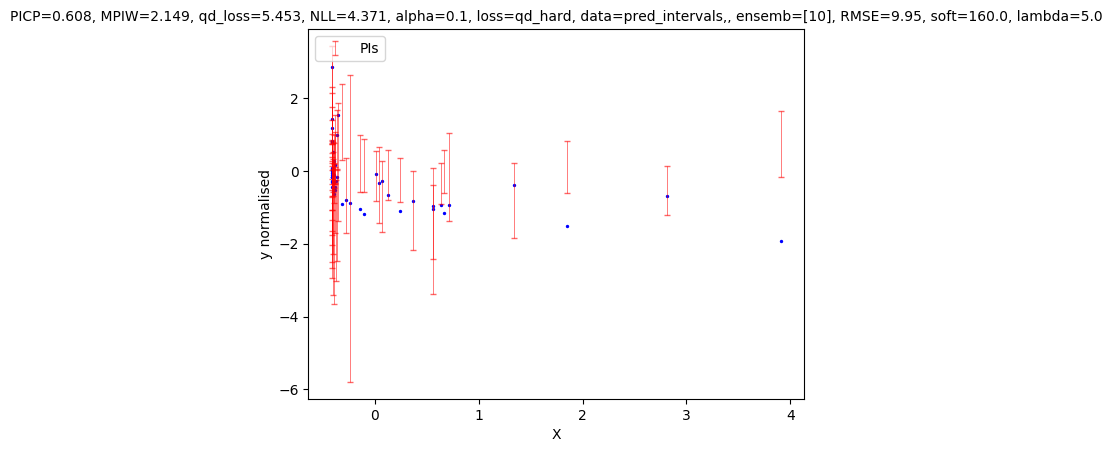 PICP=0.608, MPIW=2.149, qd_loss=5.453, NLL=4.371, alpha=0.1, loss=qd_hard, data=pred_intervals,, ensemb=[10], RMSE=9.95, soft=160.0, lambda=5.0
PIs
2
0
−2
−4
−6
y normalised
0 1 2 3 4
X